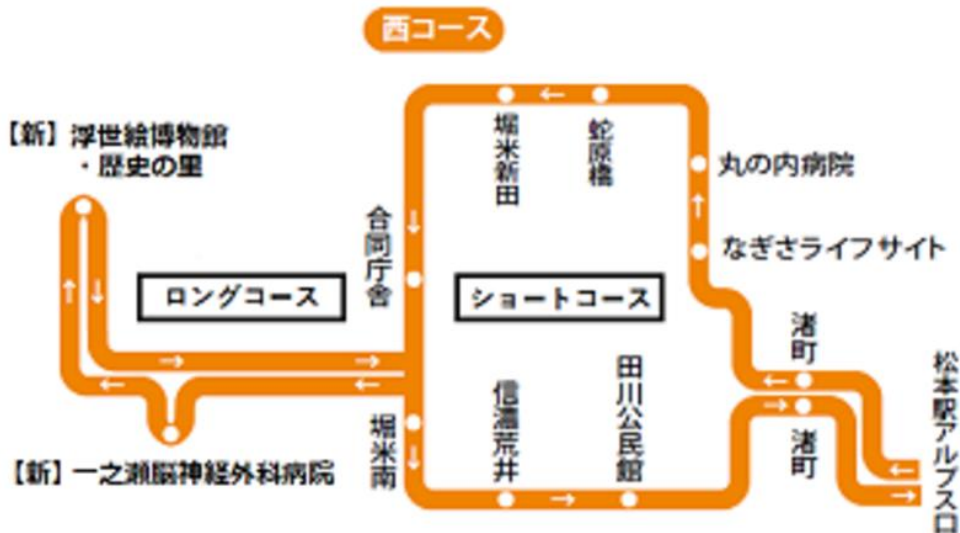 西コース
【新】浮世絵博物館
・歴史の里
堀米新田
蛇原橋
丸の内病院
なぎさライフサイト
合同庁舎
ロングコース
ショートコース
渚町
松本駅アルプス口
田川公民館
信濃荒井
堀米南
渚町
【新】一之瀬脳神経外科病院